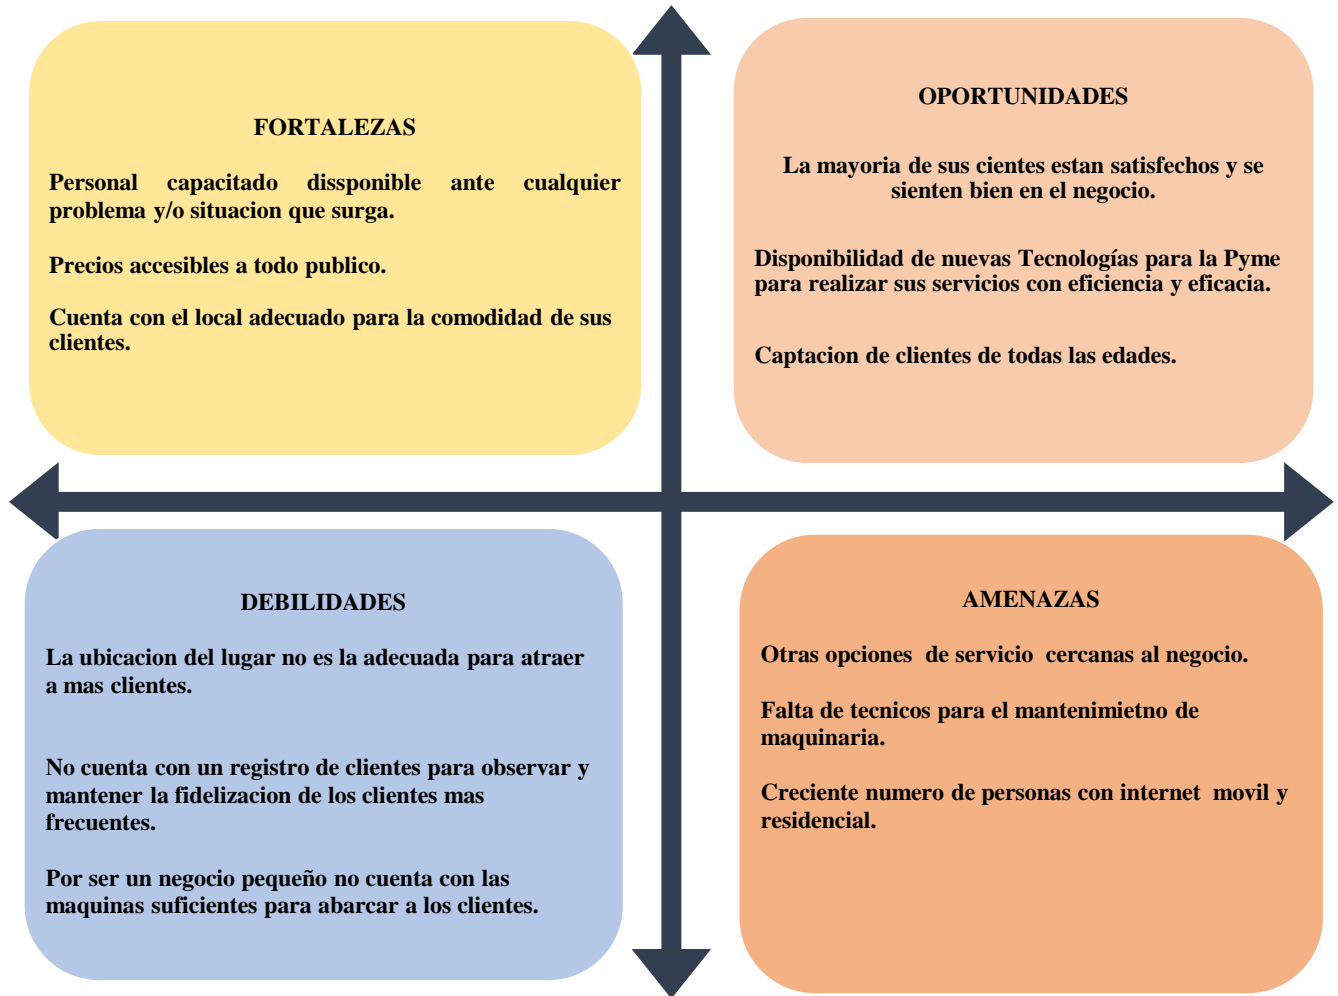 FORTALEZAS
Personal capacitado dissponible ante cualquier
problema y/o situacion que surga.
Precios accesibles a todo publico.
Cuenta con el local adecuado para la comodidad de sus
clientes.
OPORTUNIDADES
La mayoria de sus cientes estan satisfechos y se
sienten bien en el negocio.
Disponibilidad de nuevas Tecnologías para la Pyme
para realizar sus servicios con eficiencia y eficacia.
Captacion de clientes de todas las edades.
DEBILIDADES
La ubicacion del lugar no es la adecuada para atraer
a mas clientes.
No cuenta con un registro de clientes para observar y
mantener la fidelizacion de los clientes mas
frecuentes.
Por ser un negocio pequeño no cuenta con las
maquinas suficientes para abarcar a los clientes.
AMENAZAS
Otras opciones de servicio cercanas al negocio.
Falta de tecnicos para el mantenimietno de
maquinaria.
Creciente numero de personas con internet movil y
residencial.